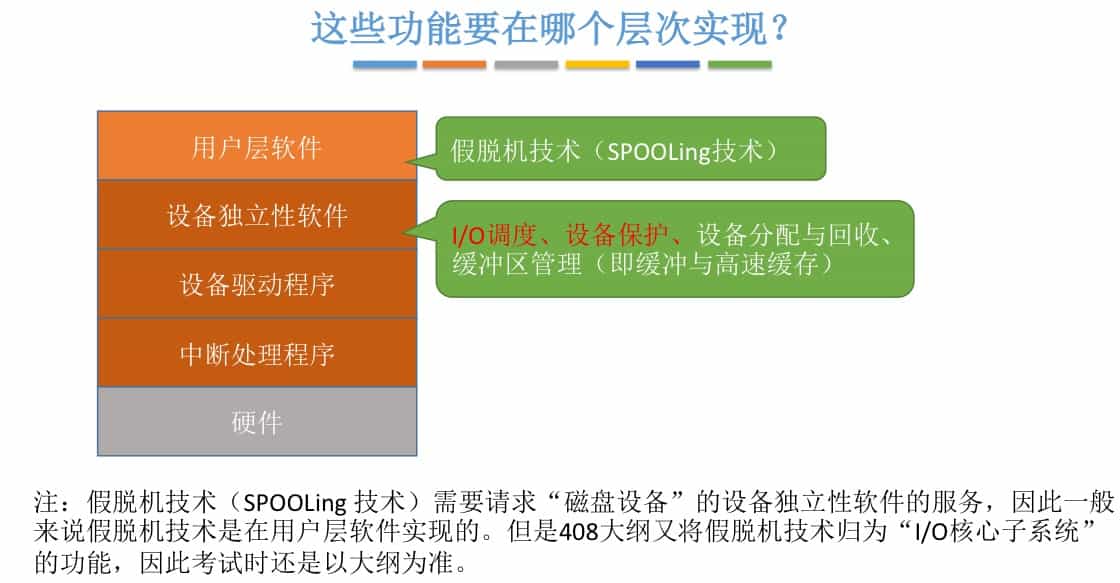 这些功能要在哪个层次实现？
用户层软件
假脱机技术（SPOOLing技术）
设备独立性软件
I/O调度、设备保护、设备分配与回收、
缓冲区管理（即缓冲与高速缓存）
设备驱动程序
中断处理程序
硬件
注：假脱机技术（SPOOLing 技术）需要请求“磁盘设备”的设备独立性软件的服务，因此一般
来说假脱机技术是在用户层软件实现的。但是408大纲又将假脱机技术归为“I/O核心子系统”
的功能，因此考试时还是以大纲为准。